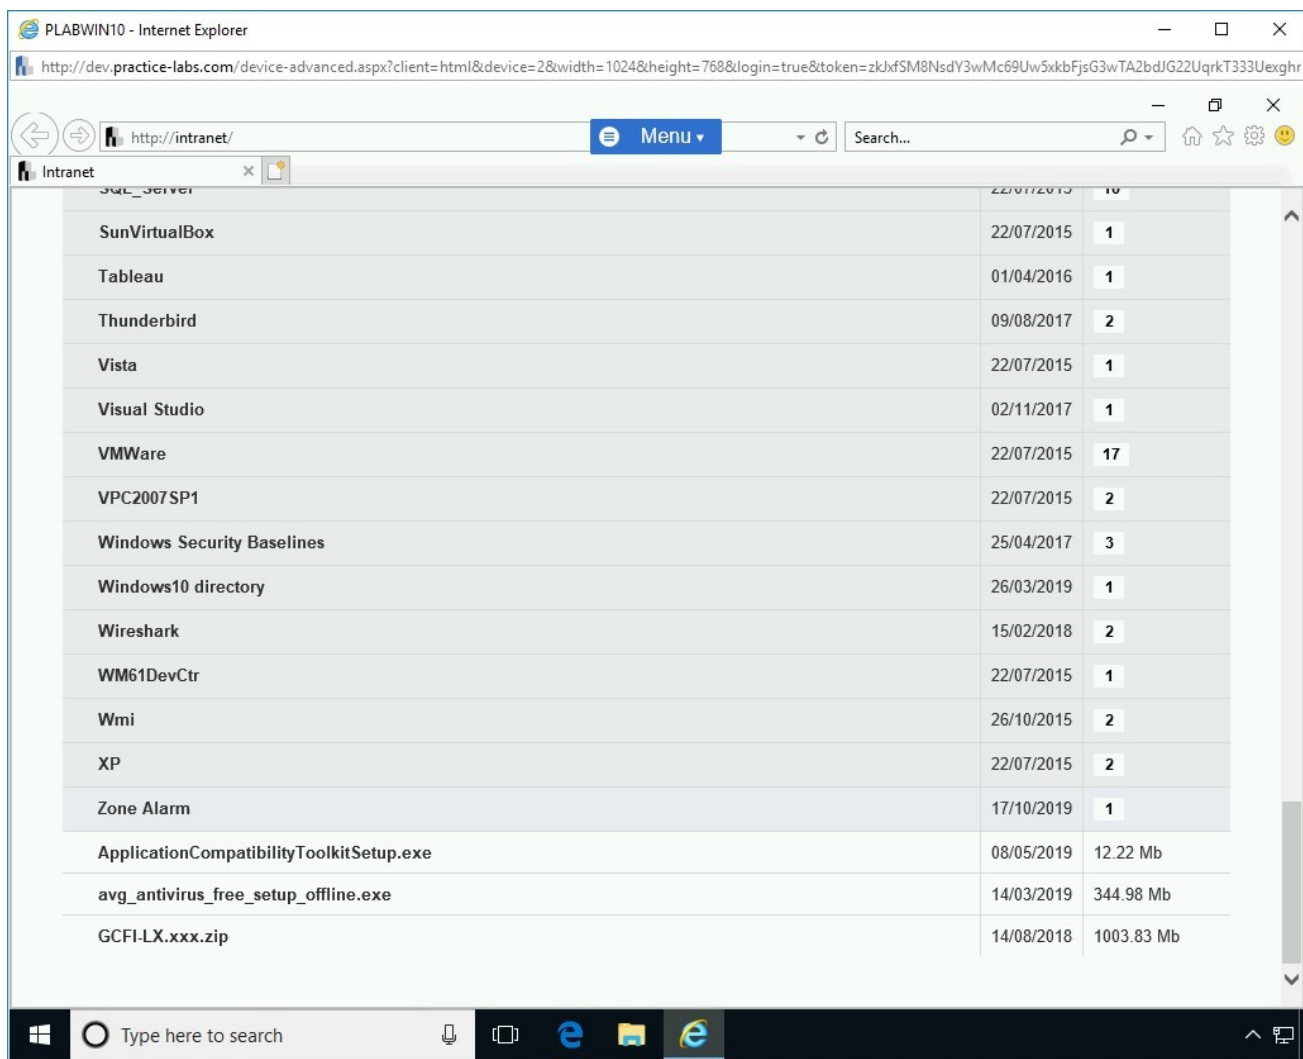 PLABWIN10 - Internet Explorer
http://dev.practice-labs.com/device-advanced.aspx?client=html&device=2&width=1024&height=768&login=true&token=
http://intranet/
Menu
Search...
Intranet
SQL_Server 22/07/2015 10
SunVirtualBox 22/07/2015 1
Tableau 01/04/2016 1
Thunderbird 09/08/2017 2
Vista 22/07/2015 1
Visual Studio 02/11/2017 1
VMWare 22/07/2015 17
VPC2007SP1 22/07/2015 2
Windows Security Baselines 25/04/2017 3
Windows10 directory 26/03/2019 1
Wireshark 15/02/2018 2
WM61DevCtr 22/07/2015 1
Wmi 26/10/2015 2
XP 22/07/2015 2
Zone Alarm 17/10/2019 1
ApplicationCompatibilityToolkitSetup.exe 08/05/2019 12.22 Mb
avg_antivirus_free_setup_offline.exe 14/03/2019 344.98 Mb
GCFI-LX.xxx.zip 14/08/2018 1003.83 Mb
Type here to search